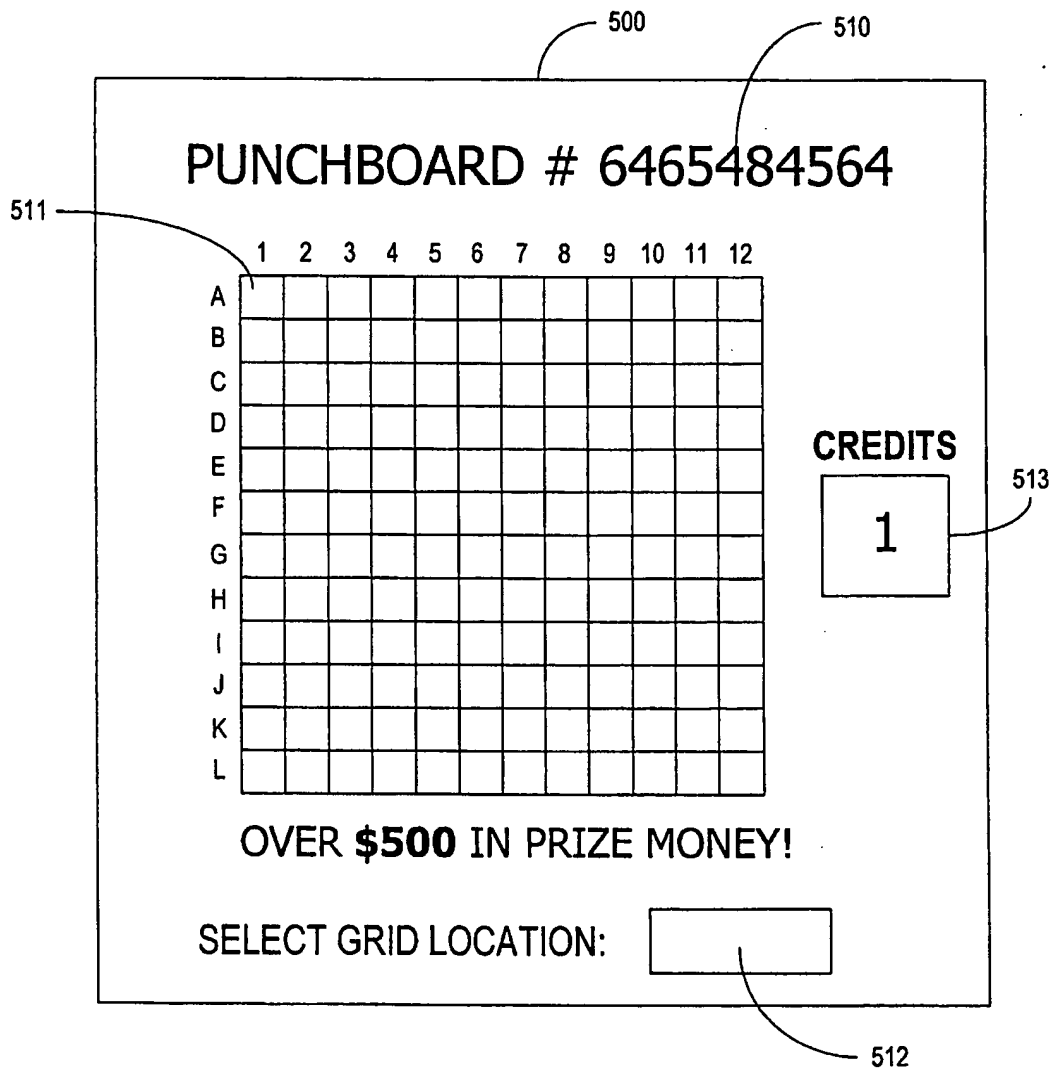 500
510
PUNCHBOARD # 6465484564
511
1 2 3 4 5 6 7 8 9 10 11 12
A
B
C
D
E
F
G
H
I
J
K
L
CREDITS
513
1
OVER $500 IN PRIZE MONEY!
SELECT GRID LOCATION:
512